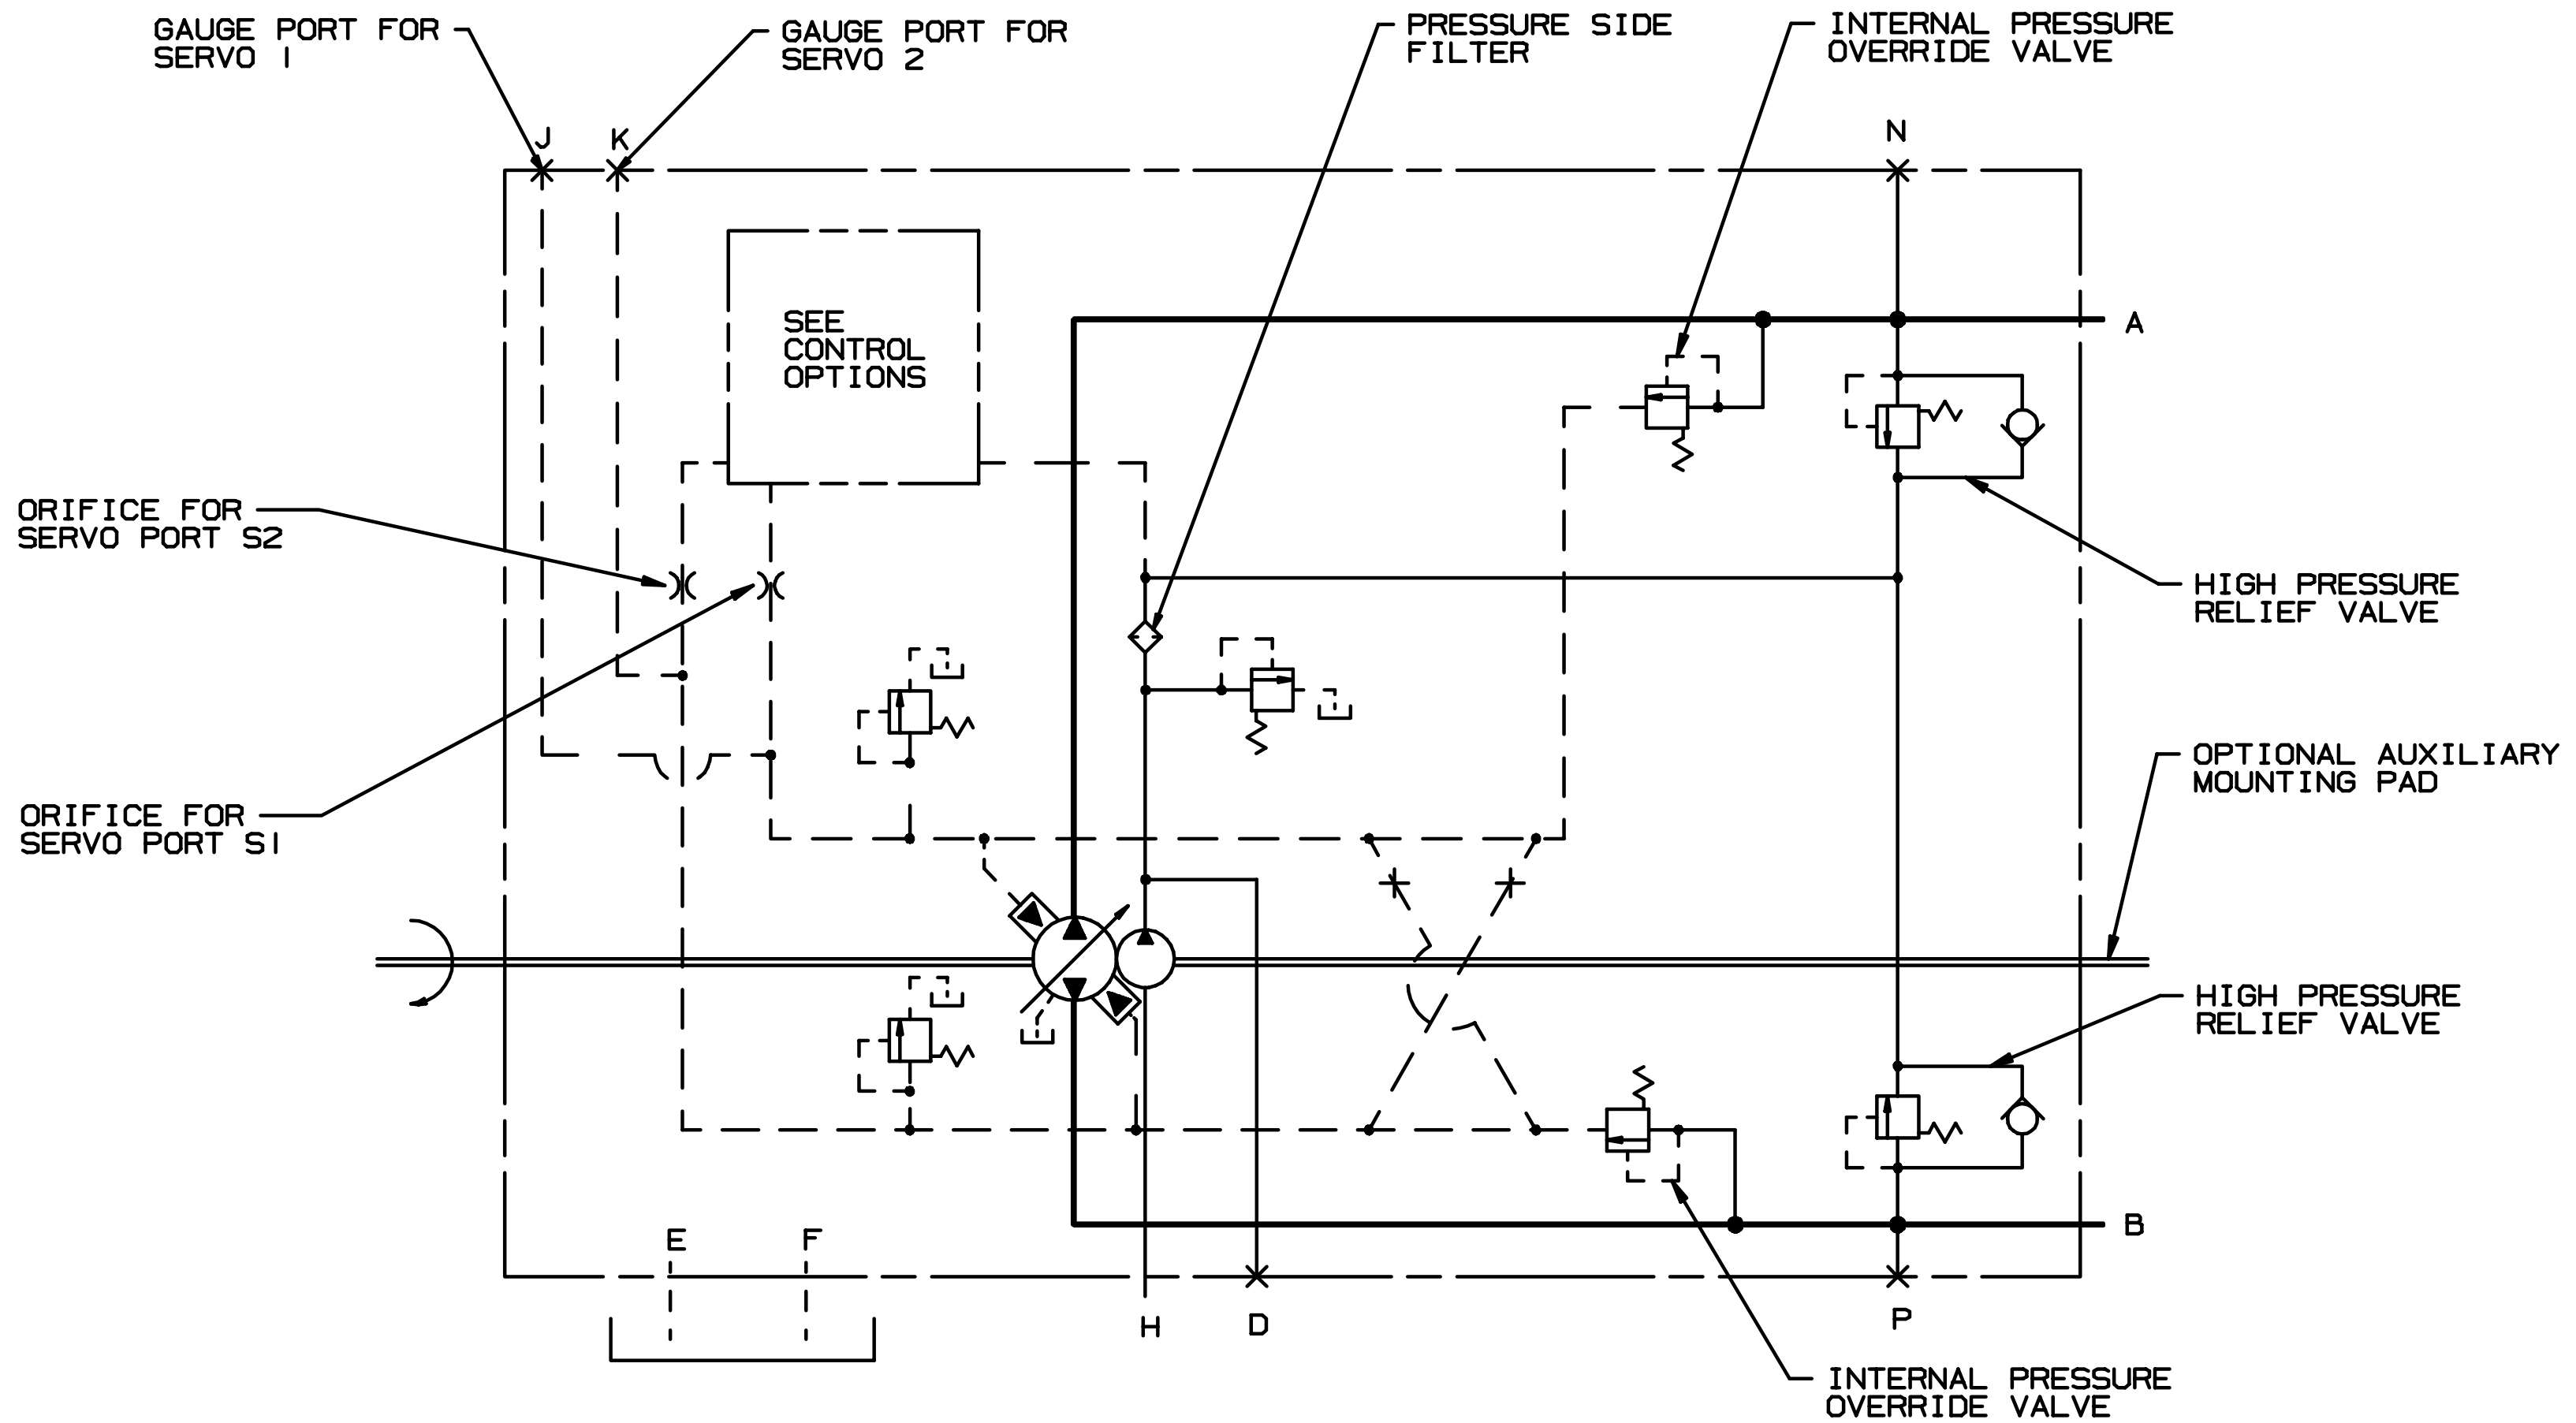 GAUGE PORT FOR
SERVO 1
GAUGE PORT FOR
SERVO 2
PRESSURE SIDE
FILTER
INTERNAL PRESSURE
OVERRIDE VALVE
J
K
N
SEE
CONTROL
OPTIONS
A
ORIFICE FOR
SERVO PORT S2
HIGH PRESSURE
RELIEF VALVE
OPTIONAL AUXILIARY
MOUNTING PAD
ORIFICE FOR
SERVO PORT S1
HIGH PRESSURE
RELIEF VALVE
E
F
B
H
D
P
INTERNAL PRESSURE
OVERRIDE VALVE